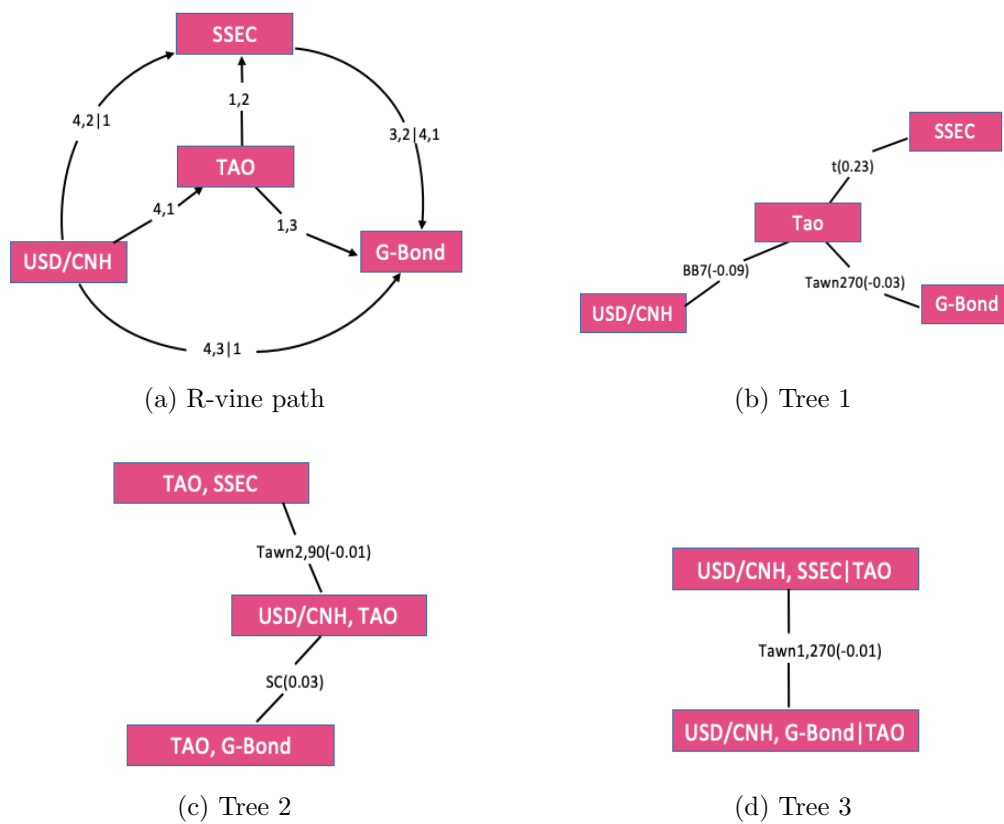 SSEC
4,2|1
1,2
3,2|4,1
TAO
4,1
1,3
USD/CNH
G-Bond
4,3|1
(a) R-vine path
SSEC
t(0.23)
Tao
BB7(-0.09)
Tawn270(-0.03)
USD/CNH
G-Bond
(b) Tree 1
TAO, SSEC
Tawn2,90(-0.01)
USD/CNH, TAO
SC(0.03)
TAO, G-Bond
(c) Tree 2
USD/CNH, SSEC|TAO
Tawn1,270(-0.01)
USD/CNH, G-Bond|TAO
(d) Tree 3